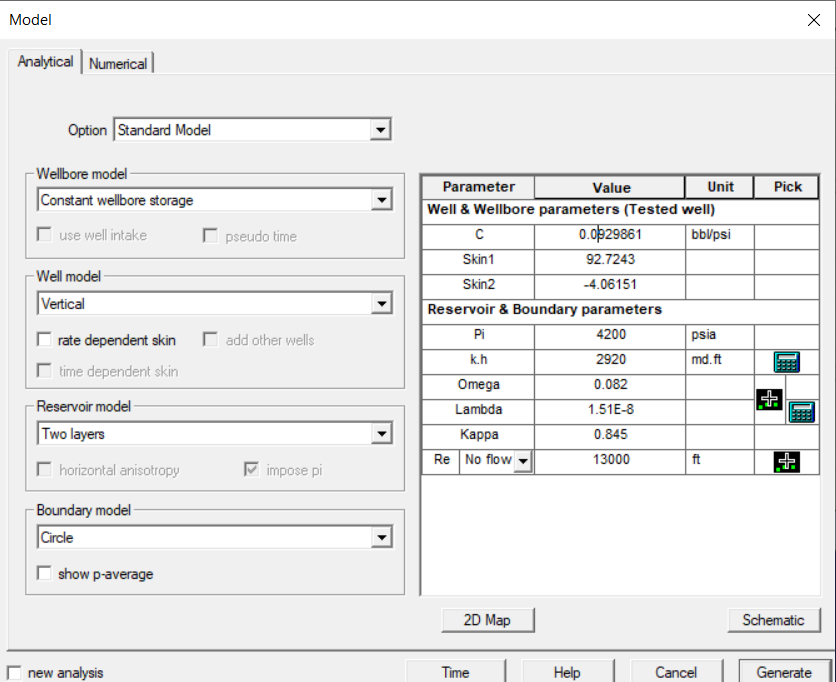 Model
Analytical
Numerical
Option Standard Model
Wellbore model
Constant wellbore storage
use well intake
pseudo time
Well model
Vertical
rate dependent skin
add other wells
time dependent skin
Reservoir model
Two layers
horizontal anisotropy
impose pi
Boundary model
Circle
show p-average
Parameter Value Unit Pick
Well & Wellbore parameters (Tested well)
C 0.0929861 bbl/psi
Skin1 92.7243
Skin2 -4.06151
Reservoir & Boundary parameters
Pi 4200 psia
k.h 2920 md.ft
Omega 0.082
Lambda 1.51E-8
Kappa 0.845
Re No flow 13000 ft
2D Map
Schematic
new analysis
Time
Help
Cancel
Generate